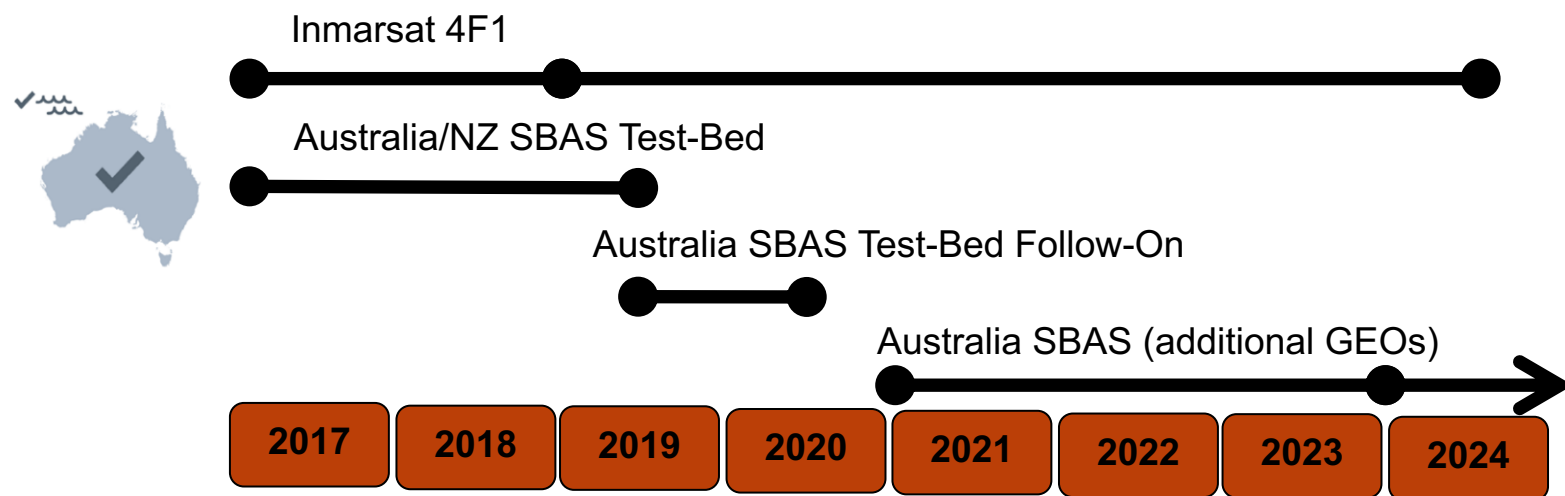 Inmarsat 4F1
Australia/NZ SBAS Test-Bed
Australia SBAS Test-Bed Follow-On
Australia SBAS (additional GEOs)
2017 2018 2019 2020 2021 2022 2023 2024